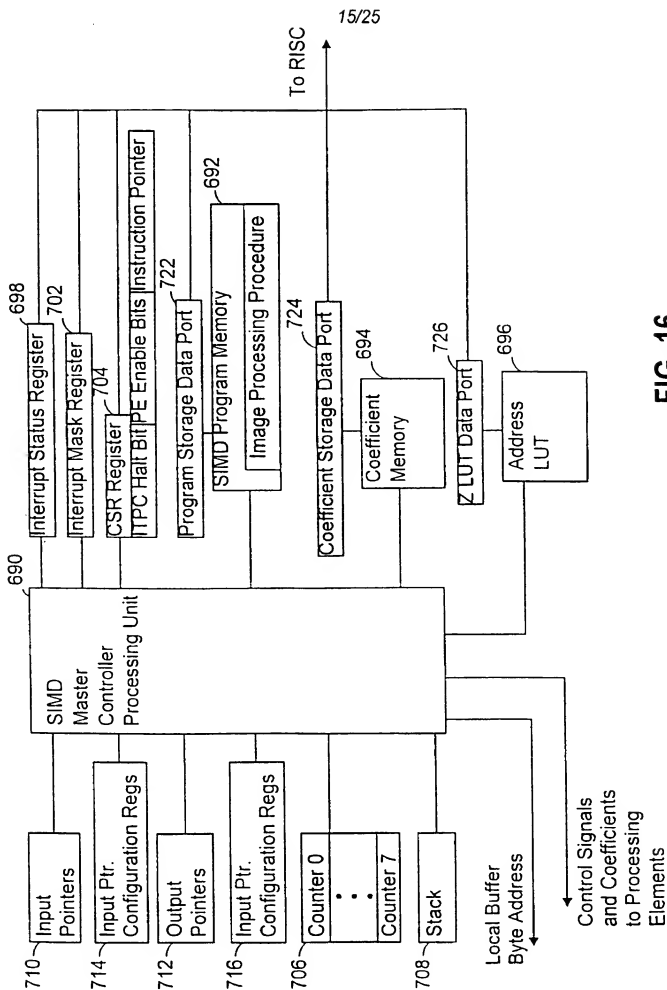 15/25
To RISC
698
Interrupt Status Register
702
Interrupt Mask Register
704
CSR Register
ITPC Halt Bit
PE Enable Bits
Instruction Pointer
722
Program Storage Data Port
692
SIMD Program Memory
Image Processing Procedure
724
Coefficient Storage Data Port
694
Coefficient
Memory
726
Z LUT Data Port
696
Address
LUT
690
SIMD
Master
Controller
Processing Unit
710
Input
Pointers
714
Input Ptr.
Configuration Regs
712
Output
Pointers
716
Input Ptr.
Configuration Regs
706
Counter 0
Counter 7
708
Stack
Local Buffer
Byte Address
Control Signals
and Coefficients
to Processing
Elements
FIG. 16